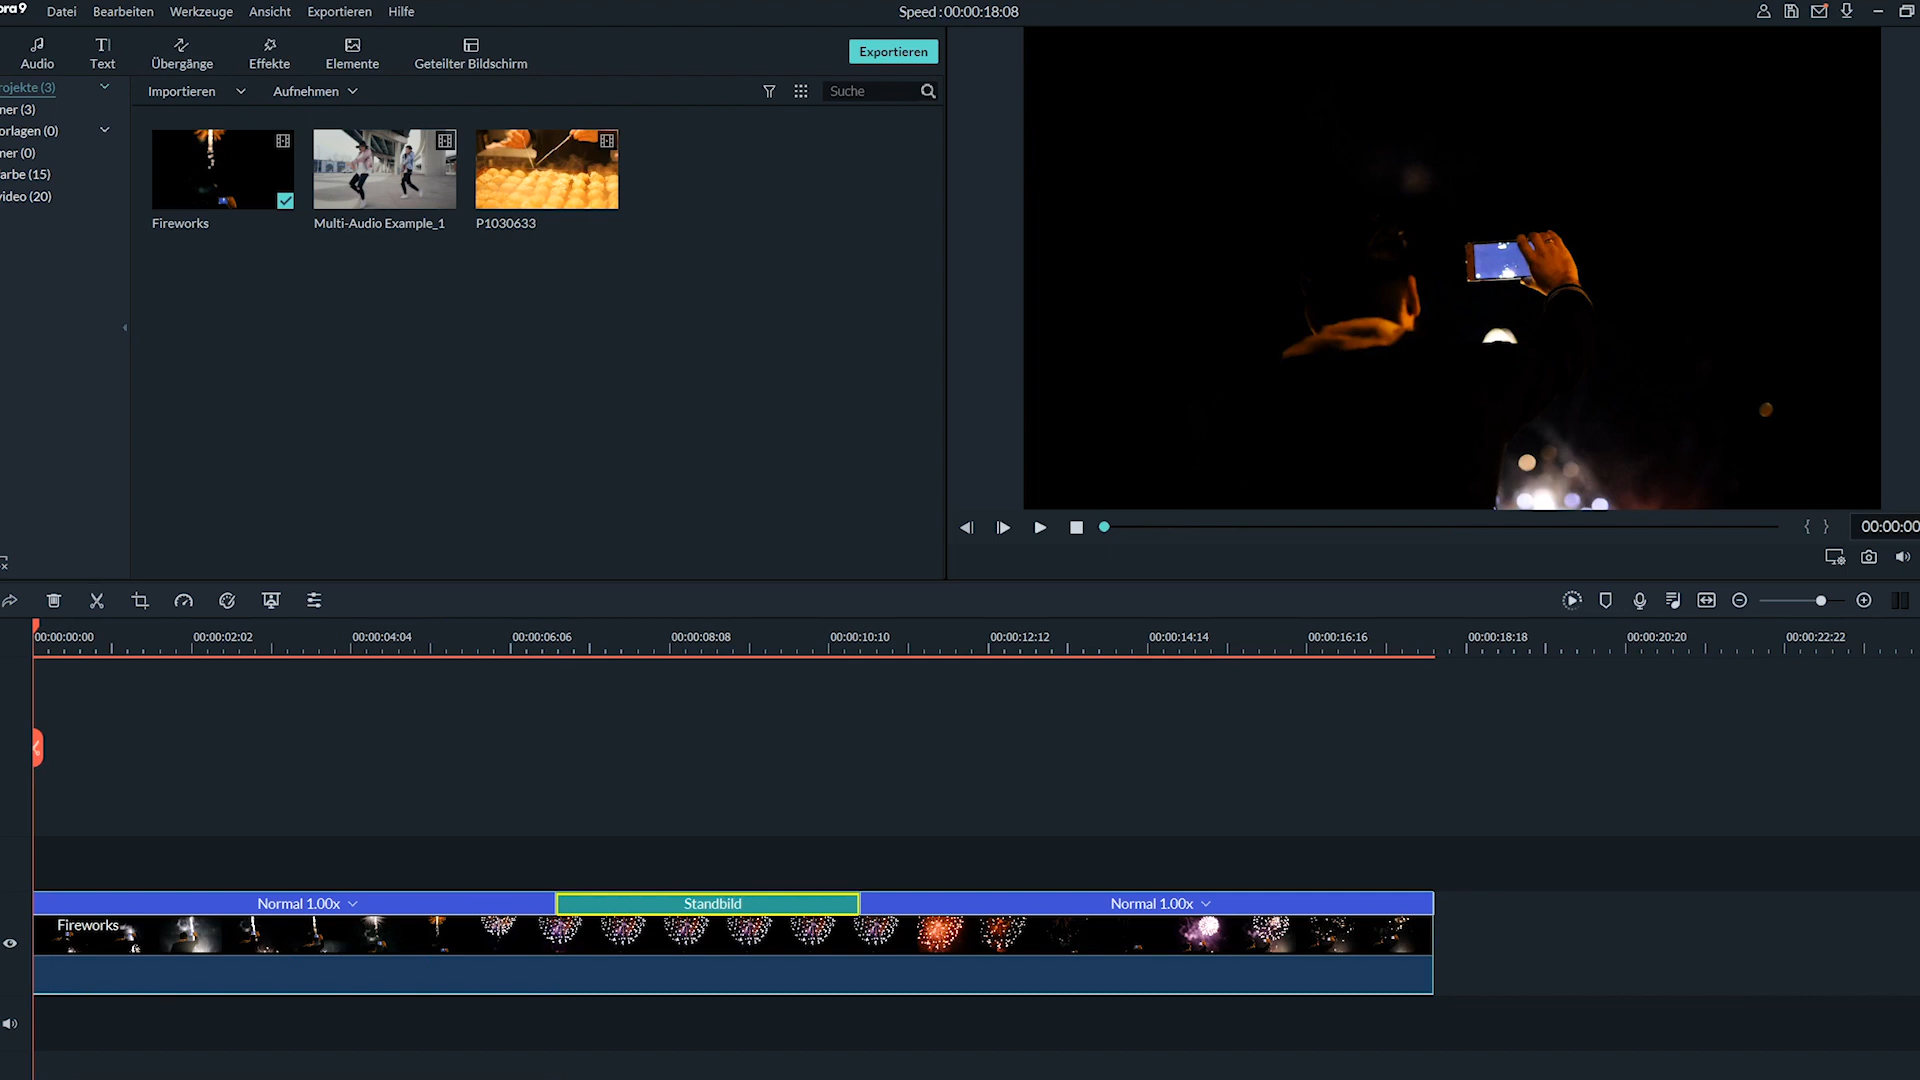 ora9 Datei Bearbeiten Werkzeuge Ansicht Exportieren Hilfe Speed : 00:00:18:08
Audio Text Übergänge Effekte Elemente Geteilter Bildschirm Exportieren
rojekte (3)
ner (3)
orlagen (0)
ner (0)
arbe (15)
video (20)
Importieren Aufnehmen Suche
Fireworks Multi-Audio Example_1 P1030633
{ } 00:00:00
00:00:00:00 00:00:02:02 00:00:04:04 00:00:06:06 00:00:08:08 00:00:10:10 00:00:12:12 00:00:14:14 00:00:16:16 00:00:18:18 00:00:20:20 00:00:22:22
Normal 1.00x Standbild Normal 1.00x
Fireworks